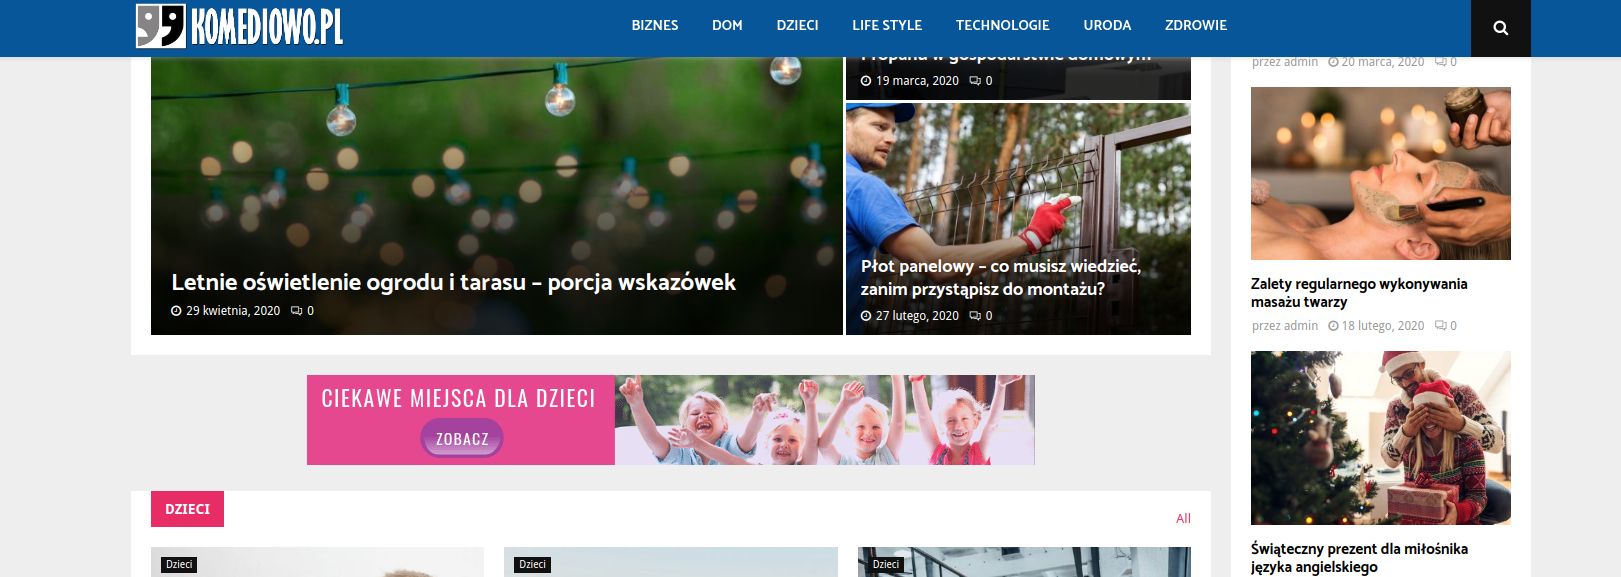 KOMEDIOWO.PL
BIZNES DOM DZIECI LIFE STYLE TECHNOLOGIE URODA ZDROWIE
Propanu w gospodarstwie domowym
19 marca, 2020 0
Letnie oświetlenie ogrodu i tarasu – porcja wskazówek
29 kwietnia, 2020 0
Płot panelowy – co musisz wiedzieć,
zanim przystąpisz do montażu?
27 lutego, 2020 0
przez admin 20 marca, 2020 0
Zalety regularnego wykonywania
masażu twarzy
przez admin 18 lutego, 2020 0
Świąteczny prezent dla miłośnika
języka angielskiego
CIEKAWE MIEJSCA DLA DZIECI
ZOBACZ
DZIECI
All
Dzieci
Dzieci
Dzieci